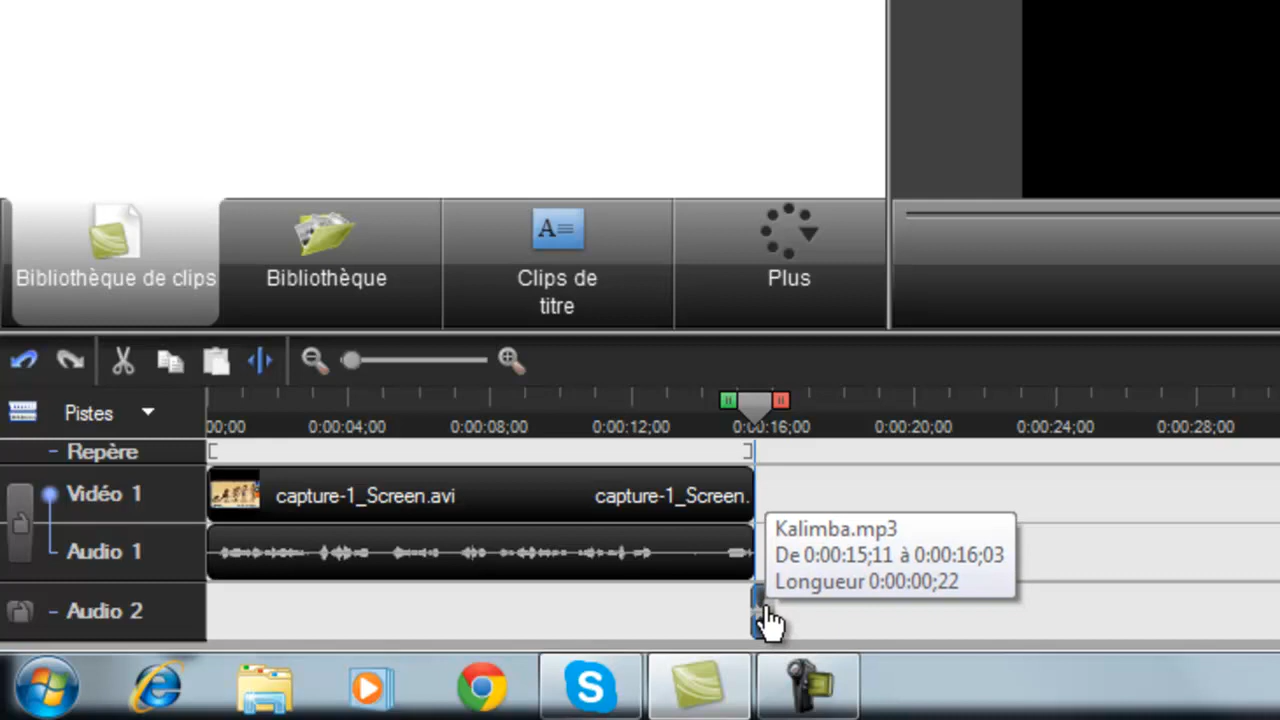 Bibliothèque de clips
Bibliothèque
Clips de
titre
Plus
Pistes
00;00 0:00:04;00 0:00:08;00 0:00:12;00 0:00:16;00 0:00:20;00 0:00:24;00 0:00:28;00
- Repère
Vidéo 1
capture-1_Screen.avi capture-1_Screen.
Kalimba.mp3
De 0:00:15;11 à 0:00:16;03
Longueur 0:00:00;22
Audio 1
- Audio 2